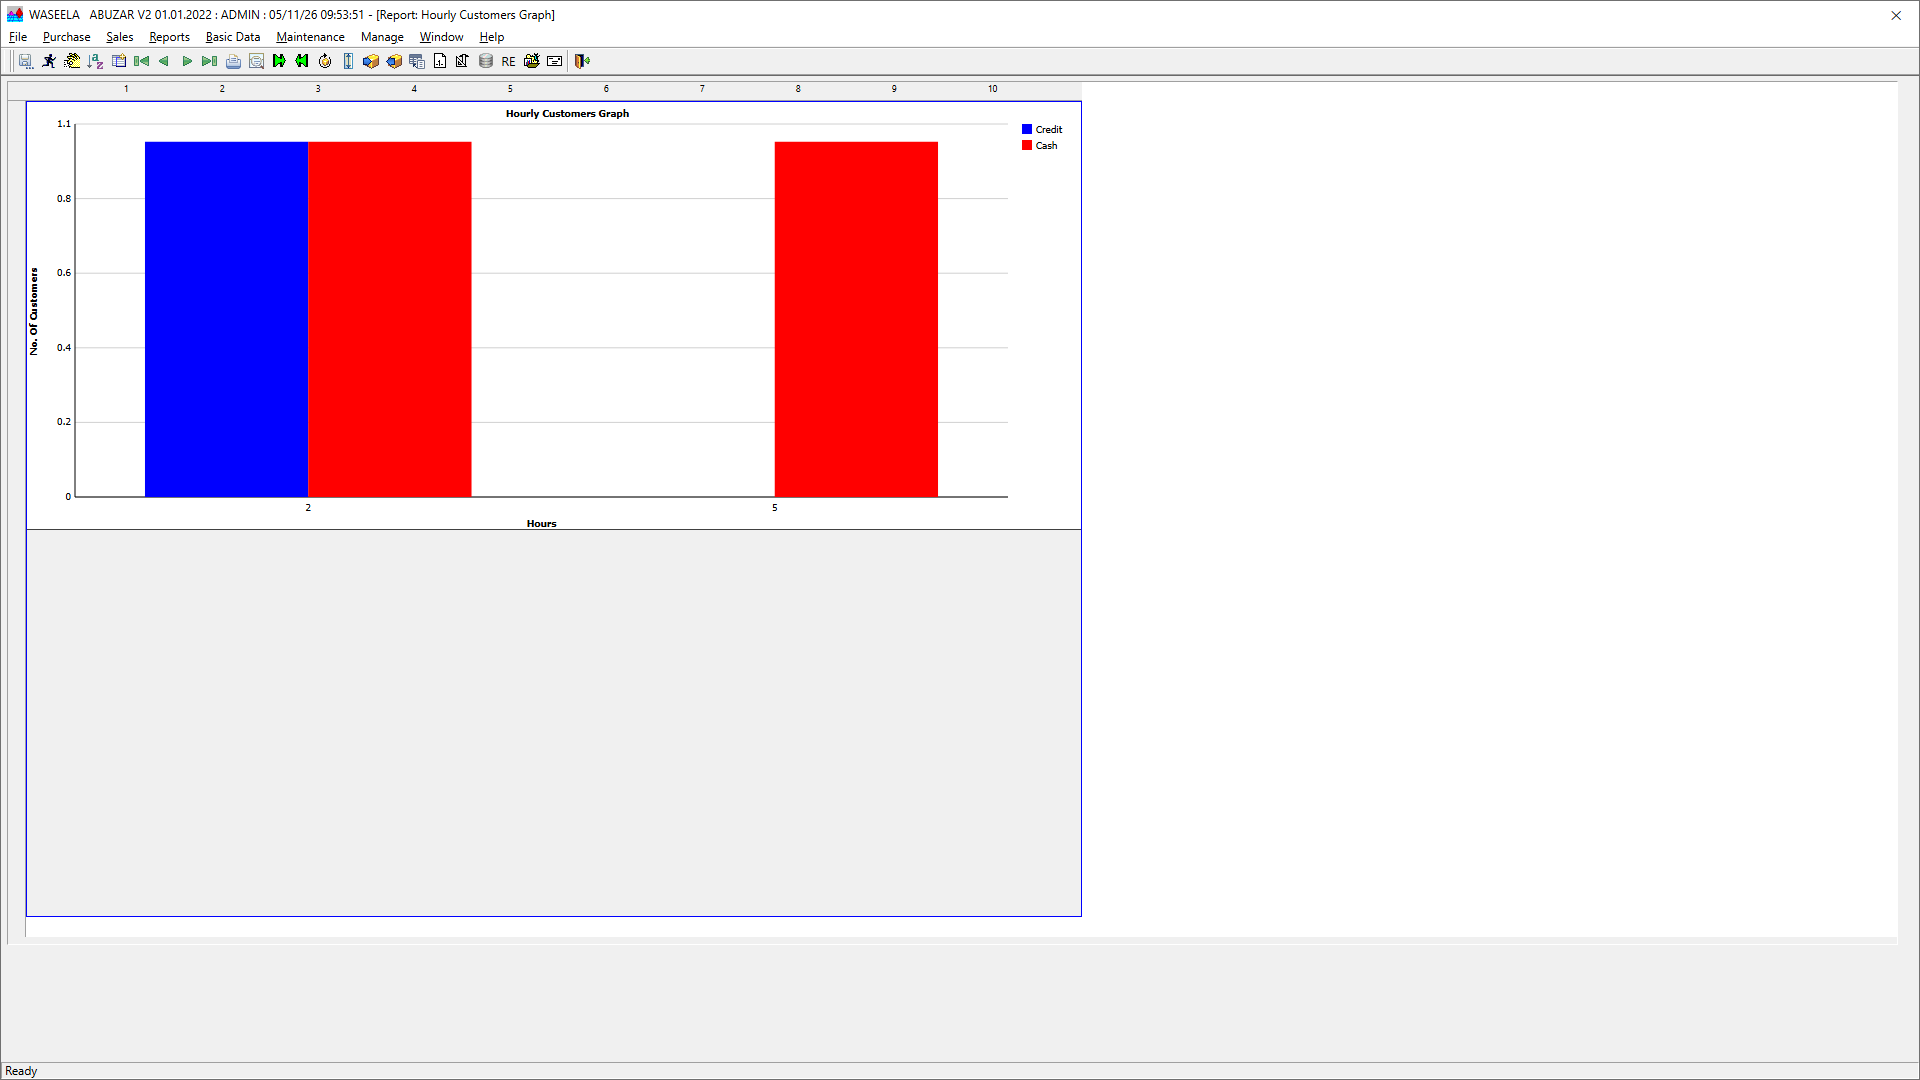 WASEELA   ABUZAR V2 01.01.2022 : ADMIN : 05/11/26 09:53:51 - [Report: Hourly Customers Graph]
File Purchase Sales Reports Basic Data Maintenance Manage Window Help
RE
1 2 3 4 5 6 7 8 9 10
Hourly Customers Graph
Credit
Cash
1.1
0.8
0.6
0.4
0.2
0
No. Of Customers
2 5
Hours
Ready